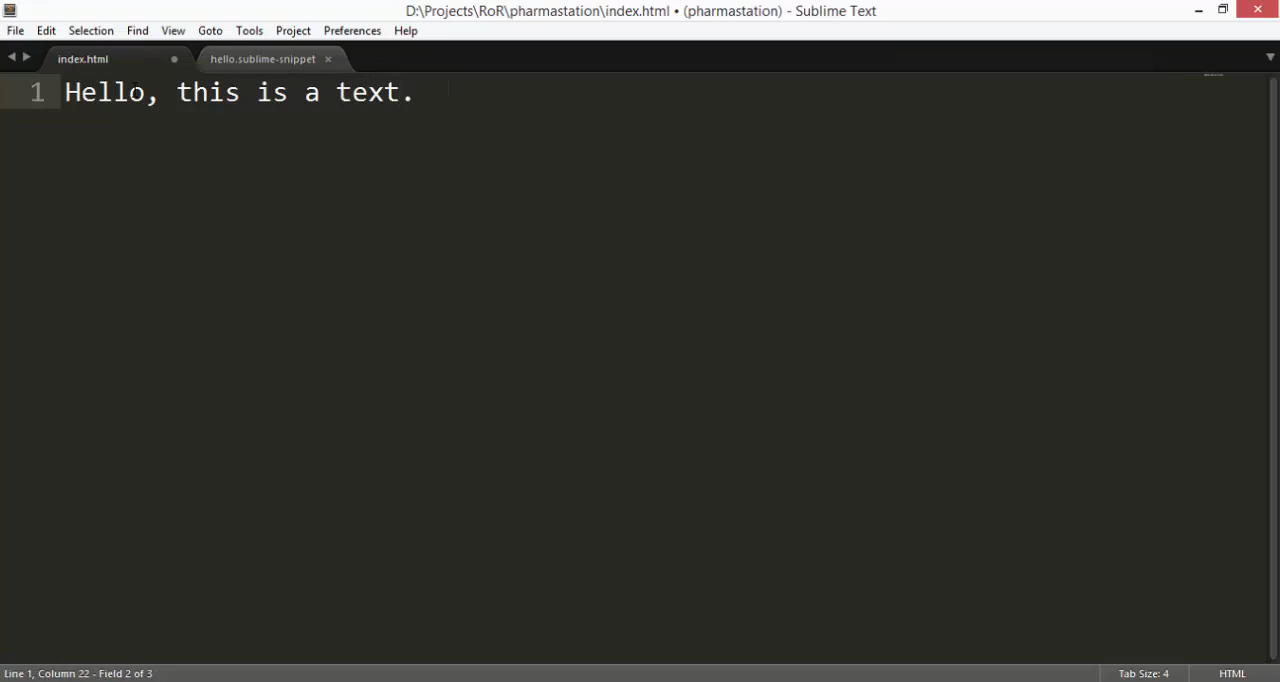 D:\Projects\RoR\pharmastation\index.html • (pharmastation) - Sublime Text
File Edit Selection Find View Goto Tools Project Preferences Help
index.html hello.sublime-snippet
1 Hello, this is a text.
Line 1, Column 22 - Field 2 of 3 Tab Size: 4 HTML